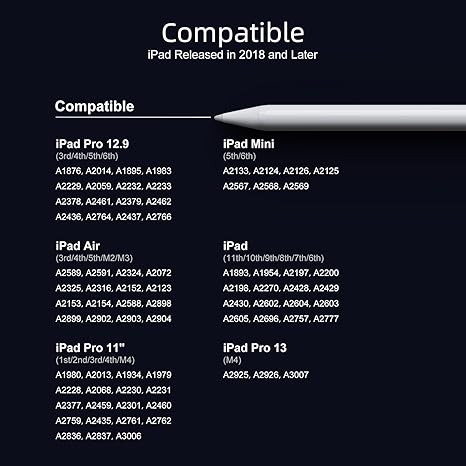 Compatible
iPad Released in 2018 and Later
Compatible
iPad Pro 12.9
(3rd/4th/5th/6th)
A1876, A2014, A1895, A1983
A2229, A2059, A2232, A2233
A2378, A2461, A2379, A2462
A2436, A2764, A2437, A2766
iPad Mini
(5th/6th)
A2133, A2124, A2126, A2125
A2567, A2568, A2569
iPad Air
(3rd/4th/5th/M2/M3)
A2589, A2591, A2324, A2072
A2325, A2316, A2152, A2123
A2153, A2154, A2588, A2898
A2899, A2902, A2903, A2904
iPad
(11th/10th/9th/8th/7th/6th)
A1893, A1954, A2197, A2200
A2198, A2270, A2428, A2429
A2430, A2602, A2604, A2603
A2605, A2696, A2757, A2777
iPad Pro 11"
(1st/2nd/3rd/4th/M4)
A1980, A2013, A1934, A1979
A2228, A2068, A2230, A2231
A2377, A2459, A2301, A2460
A2759, A2435, A2761, A2762
A2836, A2837, A3006
iPad Pro 13
(M4)
A2925, A2926, A3007